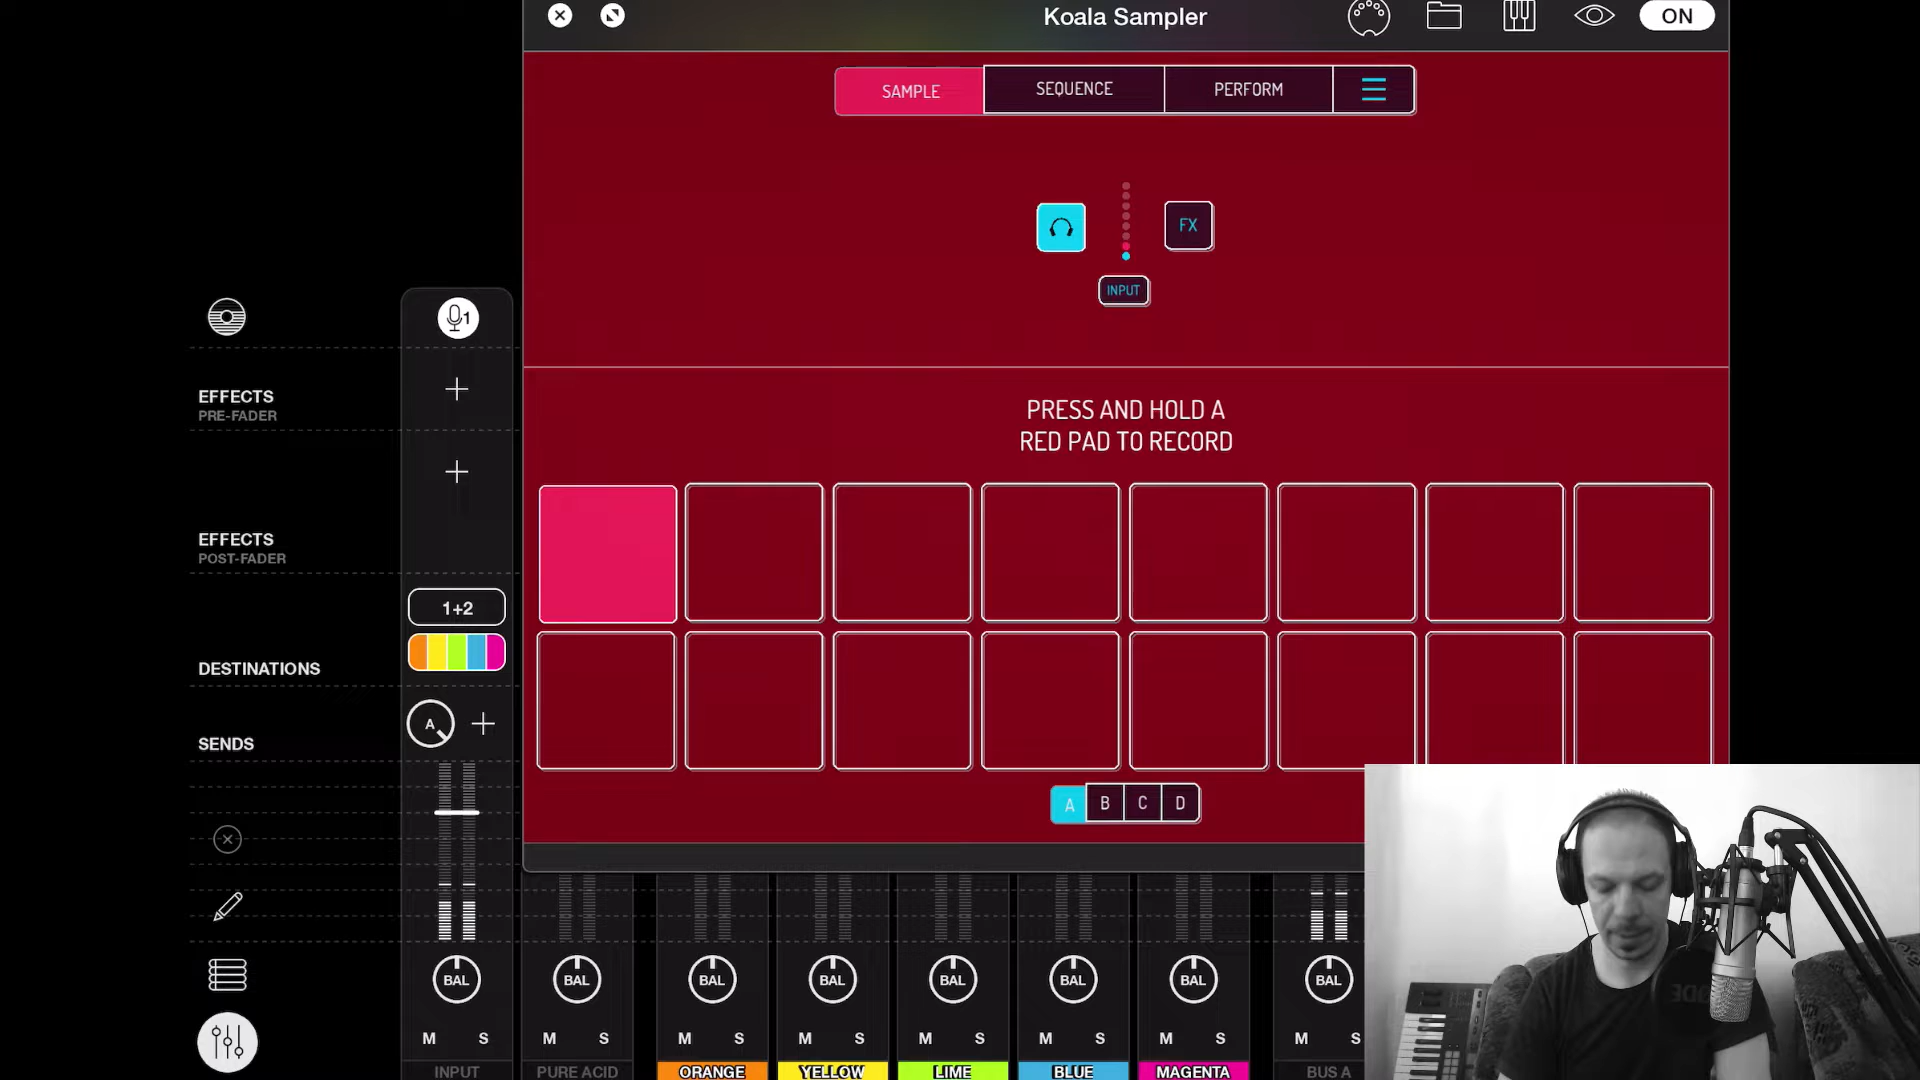 Koala Sampler
ON
SAMPLE
SEQUENCE
PERFORM
FX
INPUT
1
EFFECTS
PRE-FADER
PRESS AND HOLD A
RED PAD TO RECORD
EFFECTS
POST-FADER
1+2
DESTINATIONS
A
SENDS
A
B
C
D
BAL
BAL
BAL
BAL
BAL
BAL
BAL
BAL
M S
M S
M S
M S
M S
M S
M S
M S
INPUT
PURE ACID
ORANGE
YELLOW
LIME
BLUE
MAGENTA
BUS A